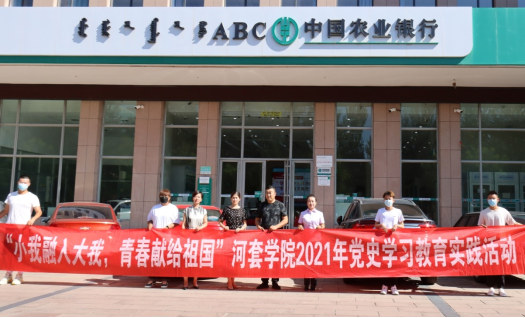 ABC 中国农业银行
“小我融入大我，青春献给祖国”河套学院2021年党史学习教育实践活动